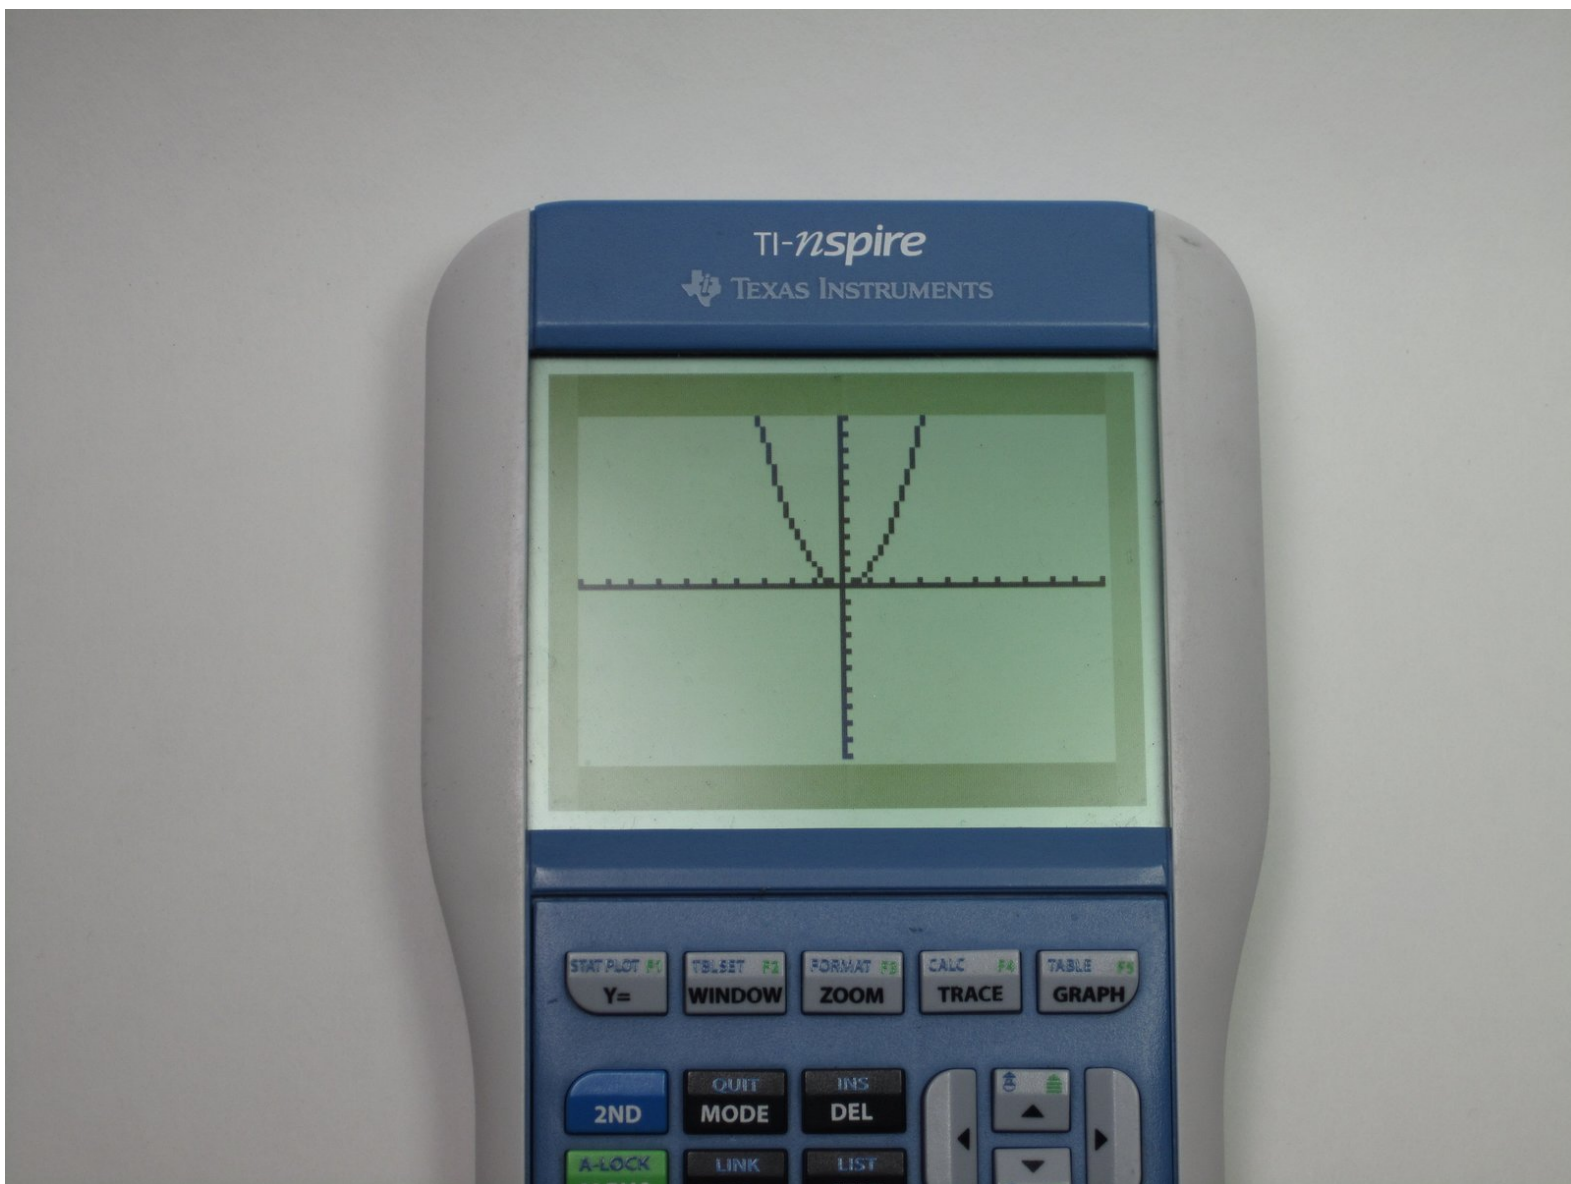 TI-nspire
TEXAS INSTRUMENTS
STAT PLOT F1 TBLSET F2 FORMAT F3 CALC F4 TABLE F5
Y= WINDOW ZOOM TRACE GRAPH
QUIT INS
2ND MODE DEL
A-LOCK LINK LIST